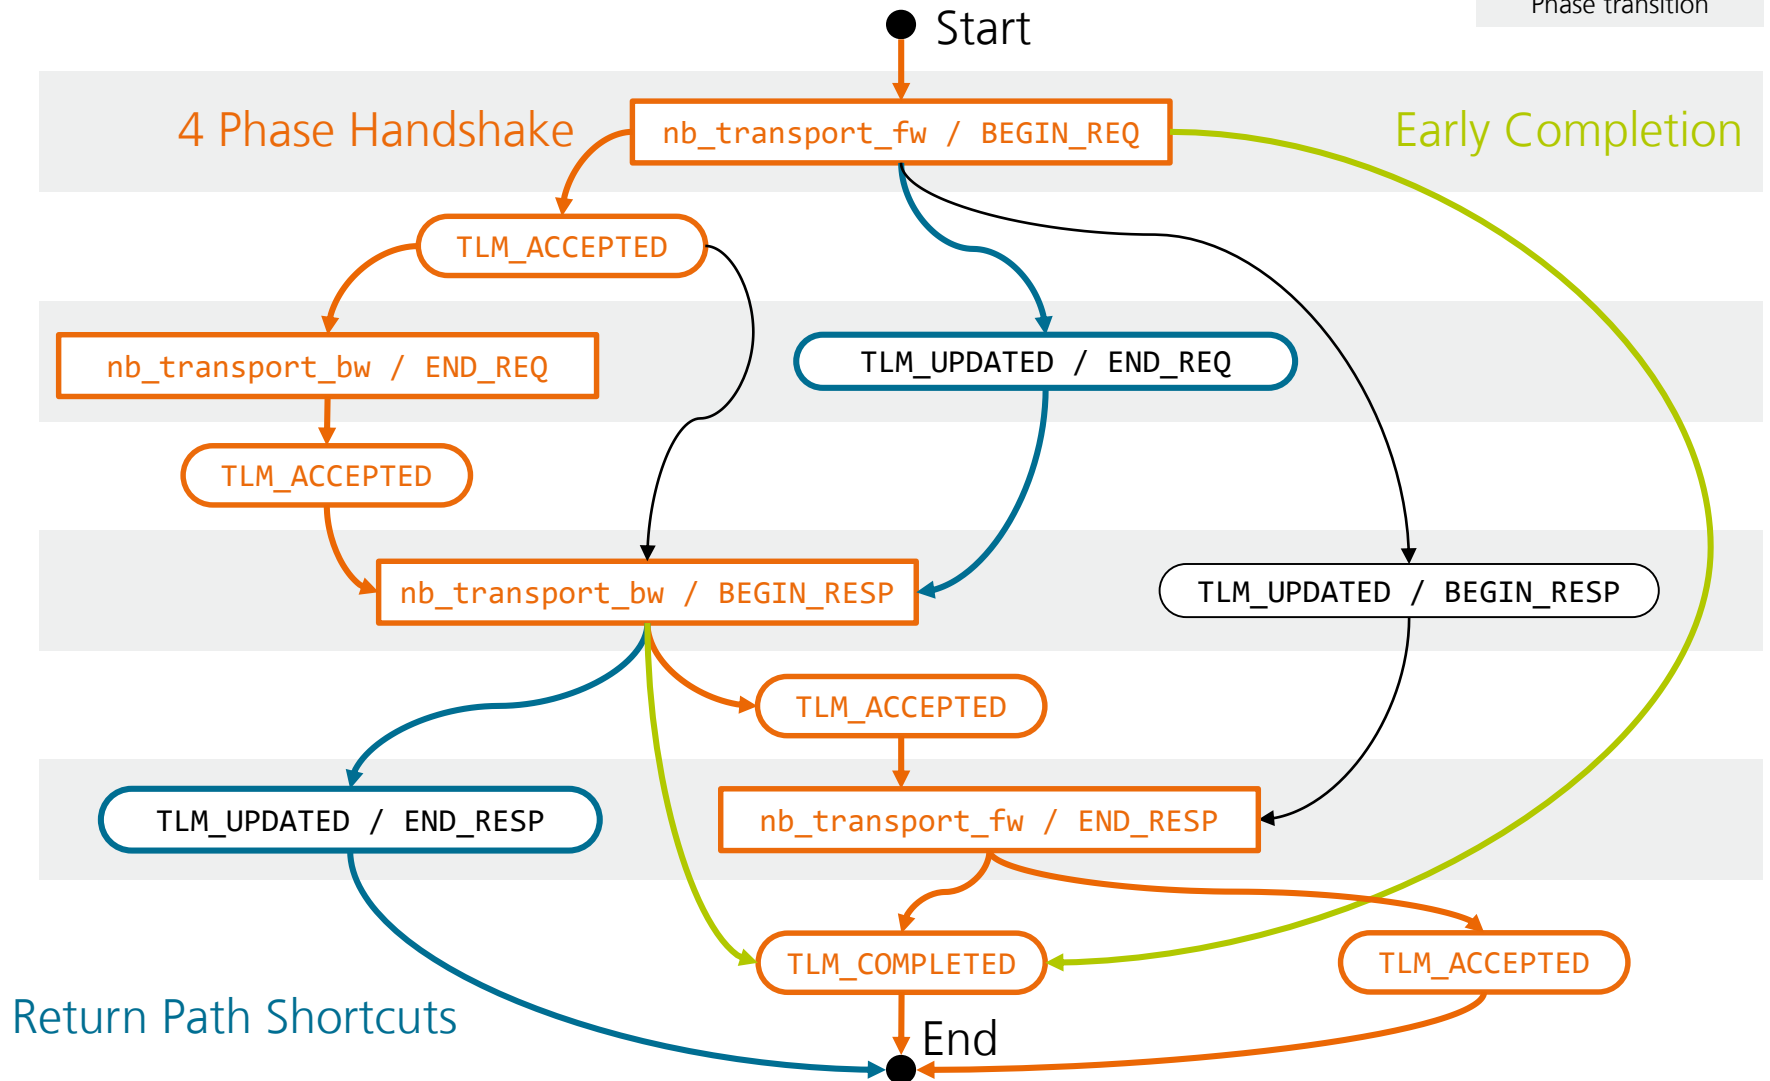 Phase transition
Start
4 Phase Handshake
nb_transport_fw / BEGIN_REQ
Early Completion
TLM_ACCEPTED
nb_transport_bw / END_REQ
TLM_UPDATED / END_REQ
TLM_ACCEPTED
nb_transport_bw / BEGIN_RESP
TLM_UPDATED / BEGIN_RESP
TLM_ACCEPTED
TLM_UPDATED / END_RESP
nb_transport_fw / END_RESP
TLM_COMPLETED
TLM_ACCEPTED
Return Path Shortcuts
End